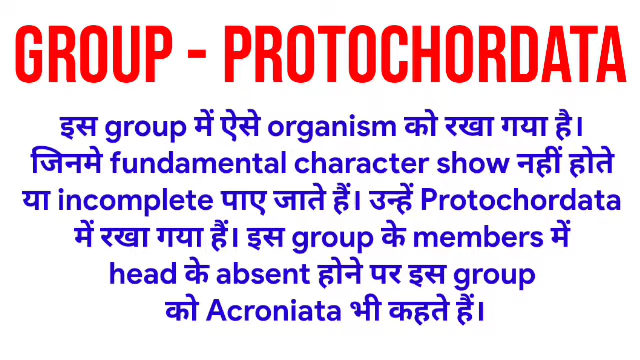 GROUP - PROTOCHORDATA
इस group में ऐसे organism को रखा गया है।
जिनमे fundamental character show नहीं होते
या incomplete पाए जाते हैं। उन्हें Protochordata
में रखा गया हैं। इस group के members में
head के absent होने पर इस group
को Acroniata भी कहते हैं।